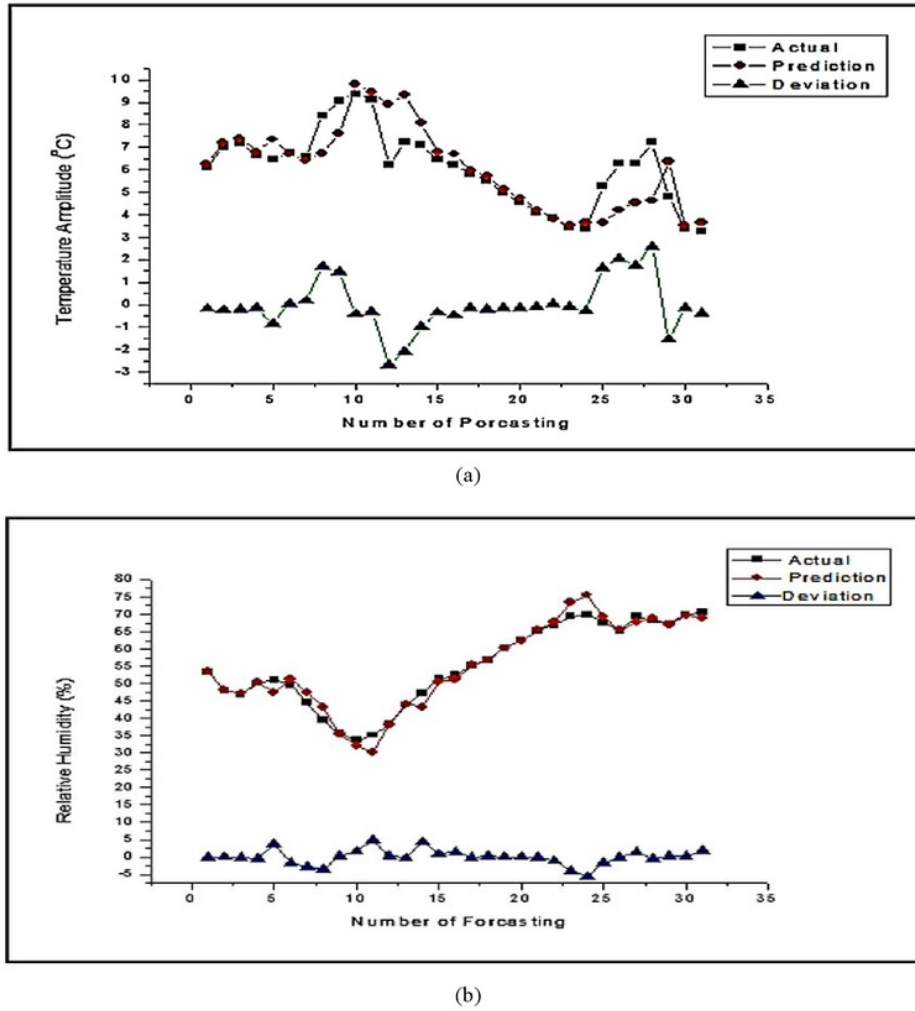 Actual
Prediction
Deviation
10
9
8
7
6
5
4
3
2
1
0
-1
-2
-3
Temperature Amplitude (⁰C)
0 5 10 15 20 25 30 35
Number of Porcasting
(a)
Actual
Prediction
Deviation
80
75
70
65
60
55
50
45
40
35
30
25
20
15
10
5
0
-5
Relative Humidity (%)
0 5 10 15 20 25 30 35
Number of Forcasting
(b)